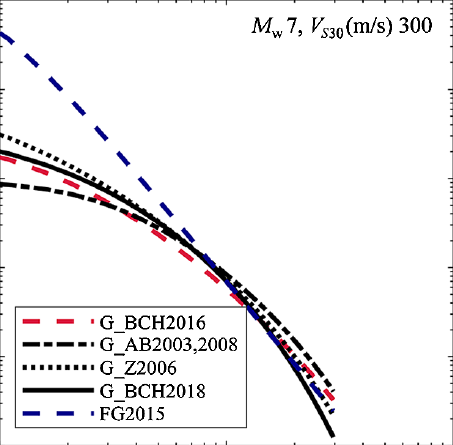 Mw 7, VS30(m/s) 300
G_BCH2016
G_AB2003,2008
G_Z2006
G_BCH2018
FG2015